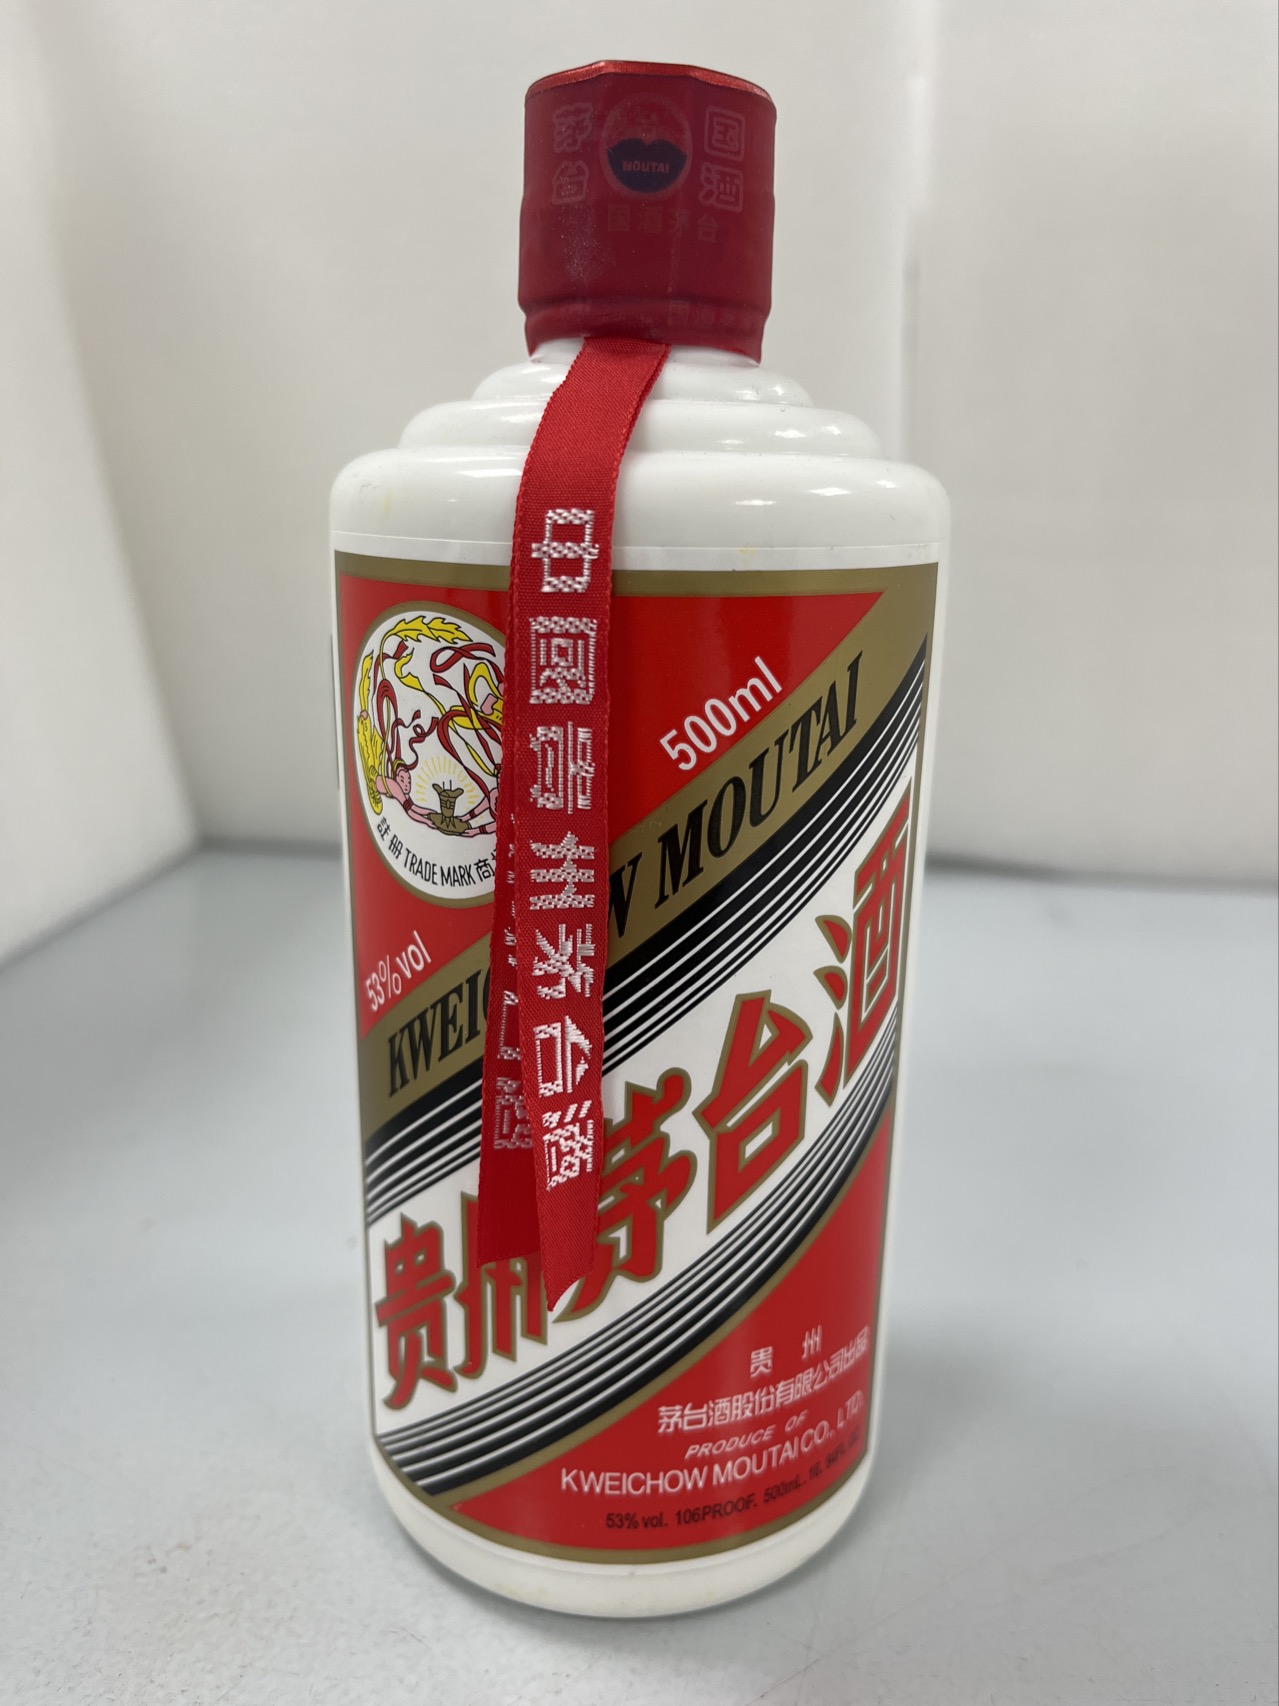 茅台
国酒
MOUTAI
国酒茅台
中国贵州茅台酒
500ml
註册 TRADE MARK 商
53%vol
MOUTAI
贵州茅台酒
贵州
茅台酒股份有限公司出品
PRODUCE OF
KWEICHOW MOUTAI CO., LTD.
53% vol. 106PROOF. 500mL.